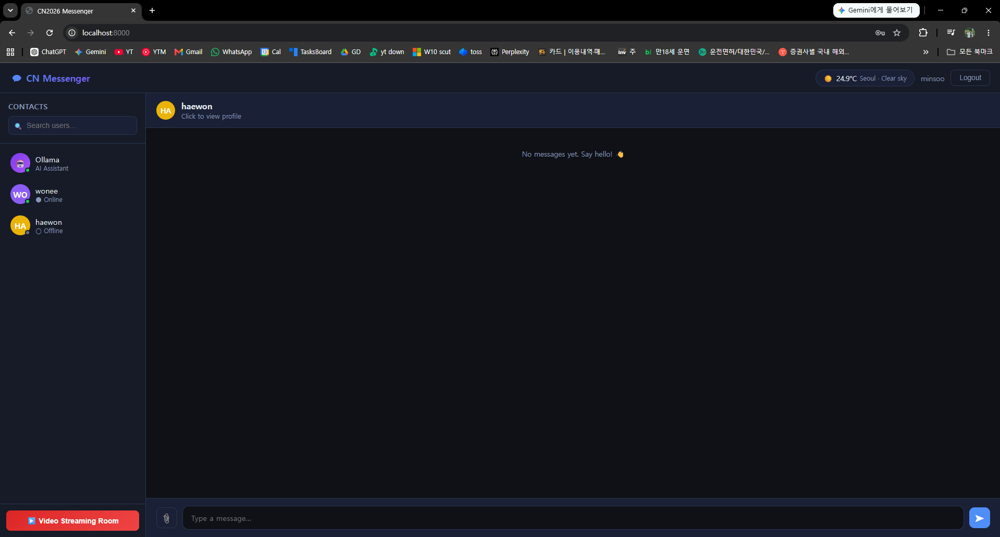 CN2026 Messenger
Gemini에게 물어보기
localhost:8000
ChatGPT Gemini YT YTM Gmail WhatsApp Cal TasksBoard GD yt down W10 scut toss Perplexity 카드 | 이용내역·매... 주 만18세 운면 운전면허/대한민국/... 증권사별 국내 해외... 모든 북마크
CN Messenger
24.9°C Seoul · Clear sky minsoo Logout
CONTACTS
Search users...
Ollama
AI Assistant
WO wonee
Online
HA haewon
Offline
Video Streaming Room
HA haewon
Click to view profile
No messages yet. Say hello! 👋
Type a message...